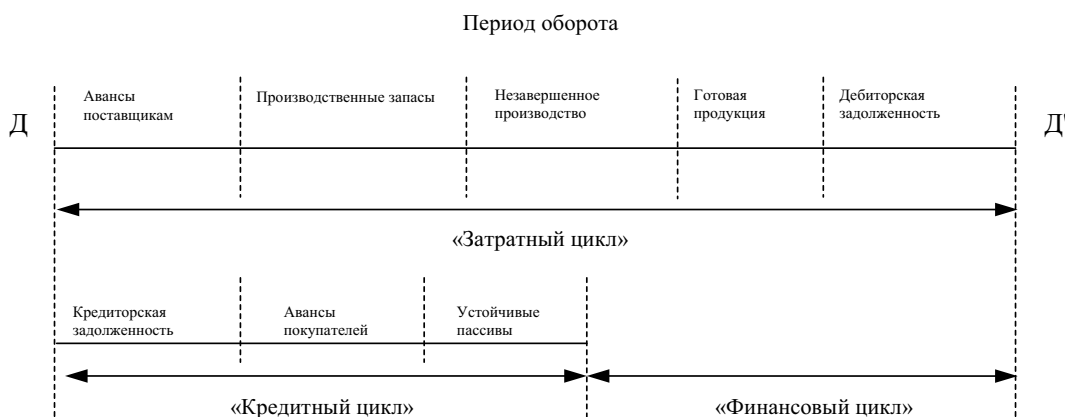 Период оборота
Авансы
поставщикам
Производственные запасы
Незавершенное
производство
Готовая
продукция
Дебиторская
задолженность
Д
Д'
«Затратный цикл»
Кредиторская
задолженность
Авансы
покупателей
Устойчивые
пассивы
«Кредитный цикл»
«Финансовый цикл»